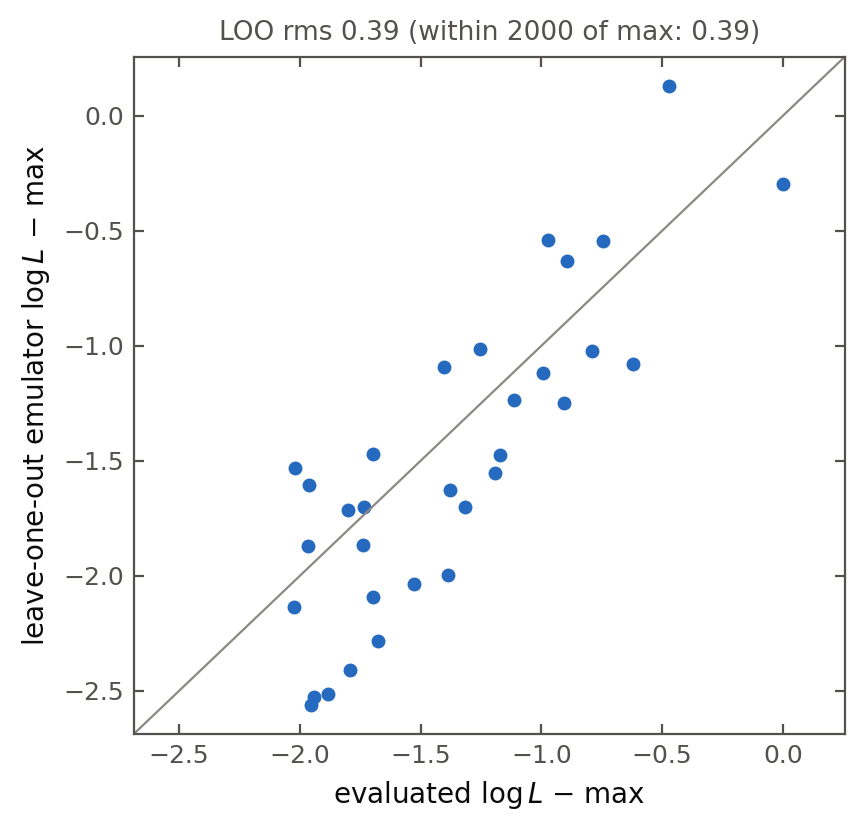 LOO rms 0.39 (within 2000 of max: 0.39)
leave-one-out emulator log L − max
0.0
−0.5
−1.0
−1.5
−2.0
−2.5
−2.5 −2.0 −1.5 −1.0 −0.5 0.0
evaluated log L − max